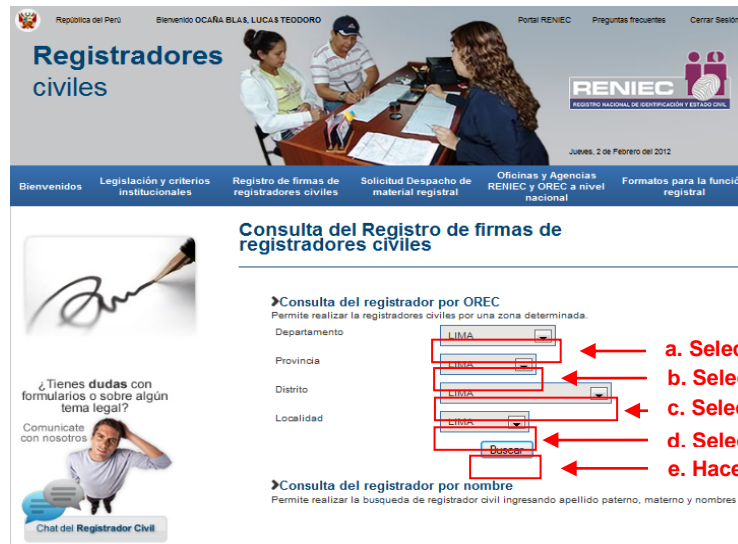 República del Perú
Bienvenido OCAÑA BLAS, LUCAS TEODORO
Portal RENIEC
Preguntas frecuentes
Cerrar Sesión
Registradores
civiles
RENIEC
REGISTRO NACIONAL DE IDENTIFICACIÓN Y ESTADO CIVIL
Jueves, 2 de Febrero del 2012
Bienvenidos
Legislación y criterios
institucionales
Registro de firmas de
registradores civiles
Solicitud Despacho de
material registral
Oficinas y Agencias
RENIEC y OREC a nivel
nacional
Formatos para la funció
registral
Consulta del Registro de firmas de
registradores civiles
Consulta del registrador por OREC
Permite realizar la registradores civiles por una zona determinada.
Departamento
LIMA
a. Selec
Provincia
LIMA
b. Selec
Distrito
LIMA
c. Selec
Localidad
LIMA
d. Selec
Buscar
e. Hace
Consulta del registrador por nombre
Permite realizar la busqueda de registrador civil ingresando apellido paterno, materno y nombres
¿Tienes dudas con
formularios o sobre algún
tema legal?
Comunicate
con nosotros
Chat del Registrador Civil